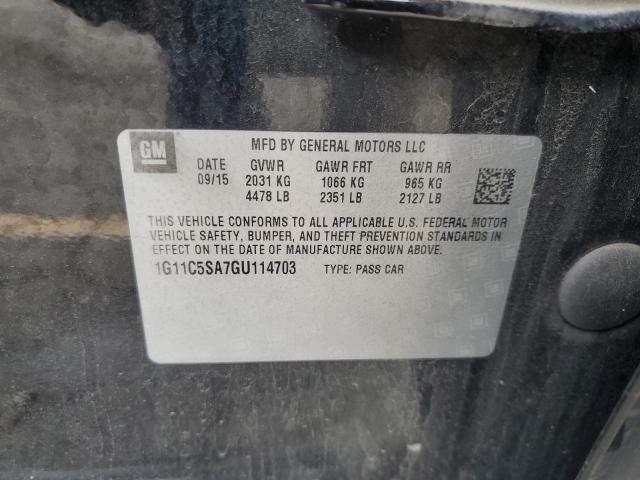 GM
MFD BY GENERAL MOTORS LLC
DATE GVWR GAWR FRT GAWR RR
09/15 2031 KG 1066 KG 965 KG
4478 LB 2351 LB 2127 LB
THIS VEHICLE CONFORMS TO ALL APPLICABLE U.S. FEDERAL MOTOR
VEHICLE SAFETY, BUMPER, AND THEFT PREVENTION STANDARDS IN
EFFECT ON THE DATE OF MANUFACTURE SHOWN ABOVE.
1G11C5SA7GU114703 TYPE: PASS CAR